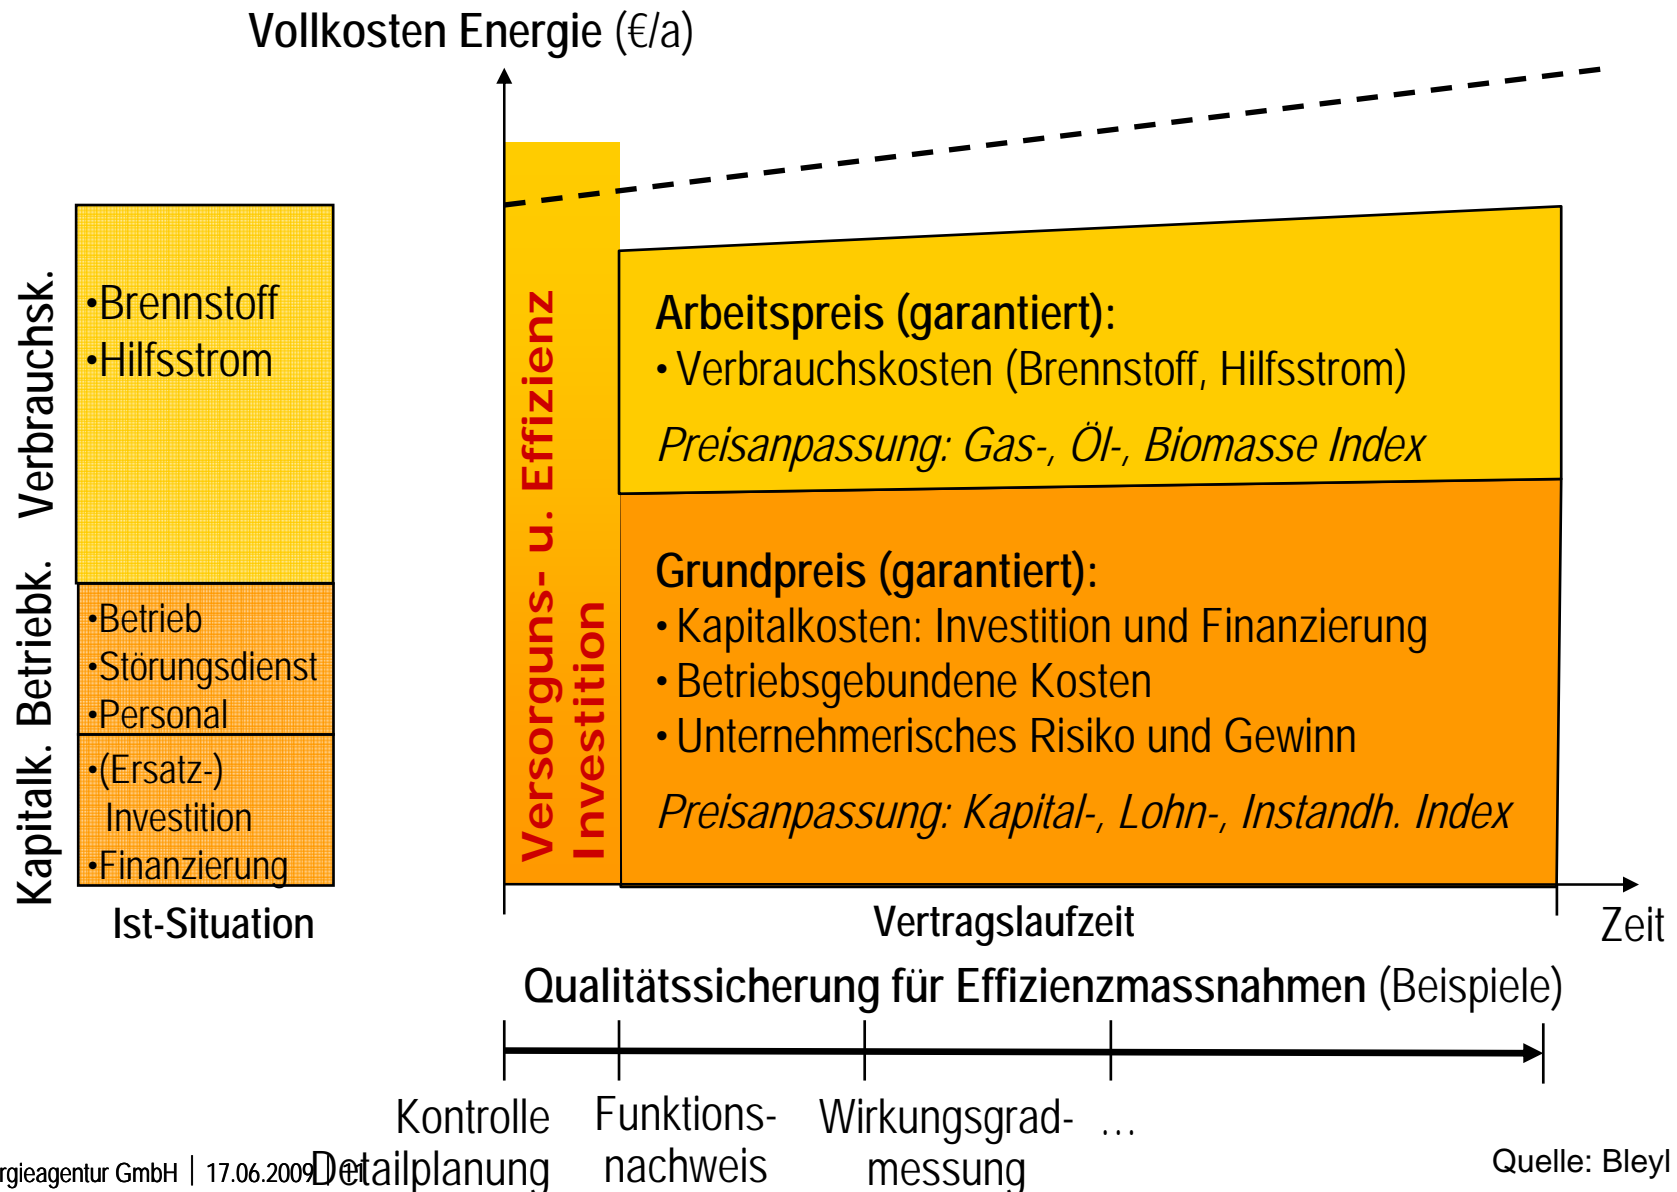 Vollkosten Energie (€/a)
Verbrauchsk.
Betriebk.
Kapitalk.
•Brennstoff
•Hilfsstrom
•Betrieb
•Störungsdienst
•Personal
•(Ersatz-)
Investition
•Finanzierung
Ist-Situation
Versorguns- u. Effizienz
Investition
Arbeitspreis (garantiert):
• Verbrauchskosten (Brennstoff, Hilfsstrom)
Preisanpassung: Gas-, Öl-, Biomasse Index
Grundpreis (garantiert):
• Kapitalkosten: Investition und Finanzierung
• Betriebsgebundene Kosten
• Unternehmerisches Risiko und Gewinn
Preisanpassung: Kapital-, Lohn-, Instandh. Index
Vertragslaufzeit
Zeit
Qualitätssicherung für Effizienzmassnahmen (Beispiele)
Kontrolle
Detailplanung
Funktions-
nachweis
Wirkungsgrad-
messung
...
rgieagentur GmbH | 17.06.2009 | 11
Quelle: Bleyl